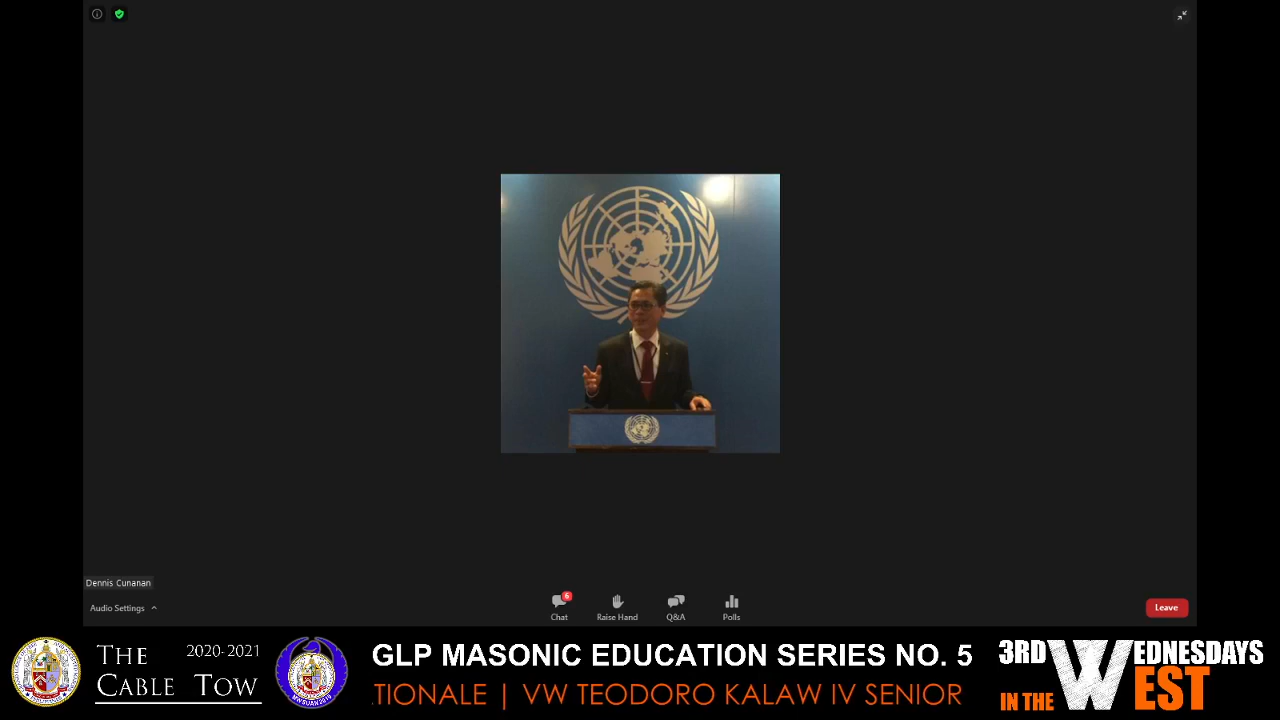 Dennis Cunanan
Audio Settings
Chat
6
Raise Hand
Q&A
Polls
Leave
THE
CABLE TOW
2020-2021
GLP MASONIC EDUCATION SERIES NO. 5
TIONALE | VW TEODORO KALAW IV SENIOR
3RD WEDNESDAYS
IN THE WEST